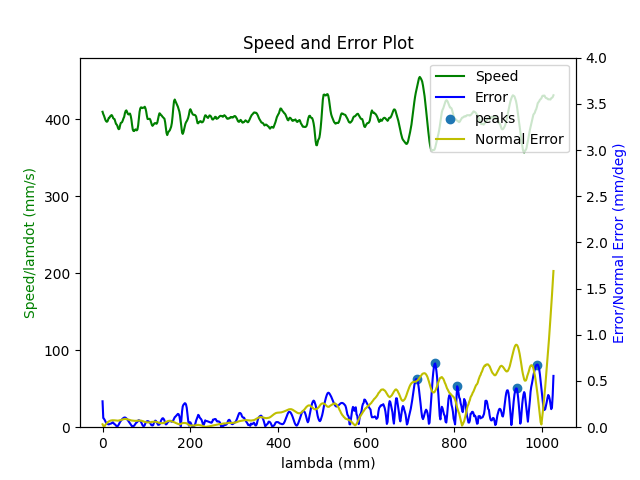 Speed and Error Plot
Speed
Error
peaks
Normal Error
Speed/lamdot (mm/s)
400
300
200
100
0
4.0
3.5
3.0
2.5
2.0
1.5
1.0
0.5
0.0
Error/Normal Error (mm/deg)
0 200 400 600 800 1000
lambda (mm)